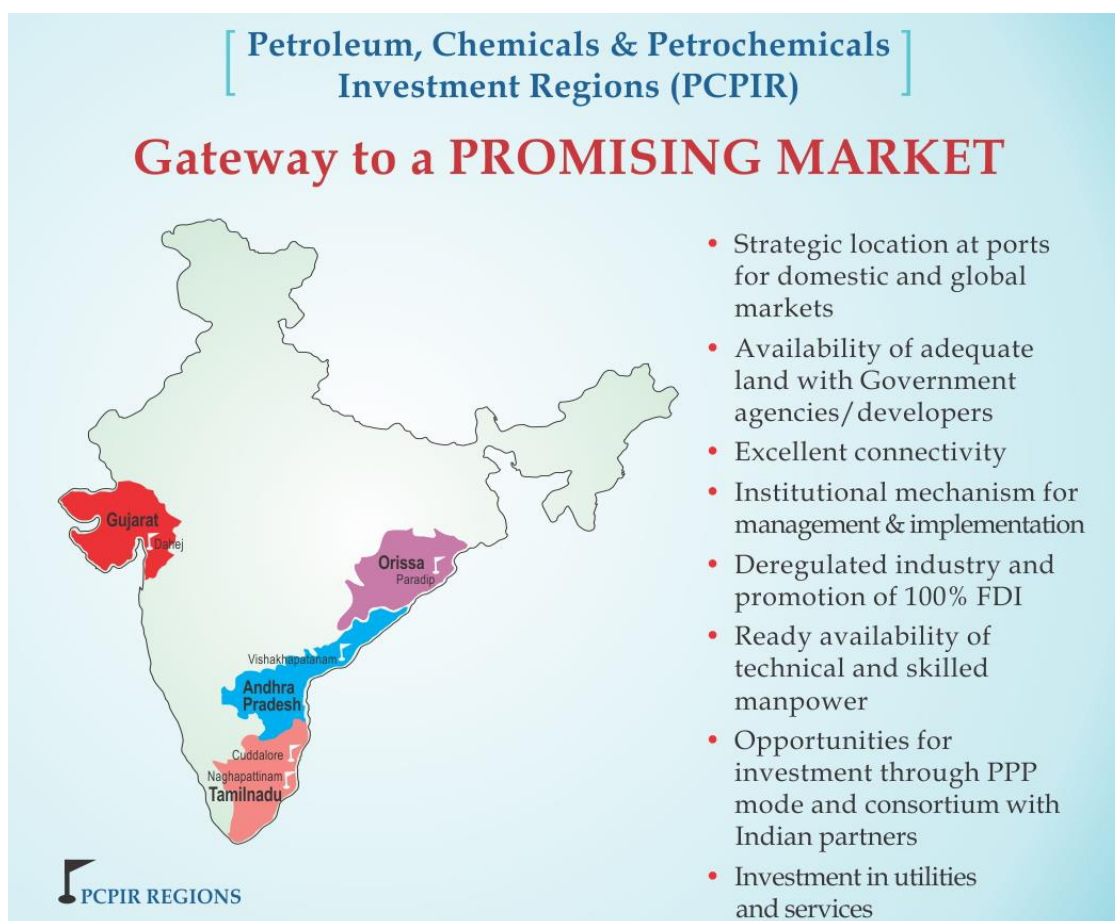 Petroleum, Chemicals & Petrochemicals
Investment Regions (PCPIR)
Gateway to a PROMISING MARKET
Gujarat
Dahej
Orissa
Paradip
Vishakhapatanam
Andhra
Pradesh
Cuddalore
Naghapattinam
Tamilnadu
PCPIR REGIONS
• Strategic location at ports
for domestic and global
markets
• Availability of adequate
land with Government
agencies/developers
• Excellent connectivity
• Institutional mechanism for
management & implementation
• Deregulated industry and
promotion of 100% FDI
• Ready availability of
technical and skilled
manpower
• Opportunities for
investment through PPP
mode and consortium with
Indian partners
• Investment in utilities
and services